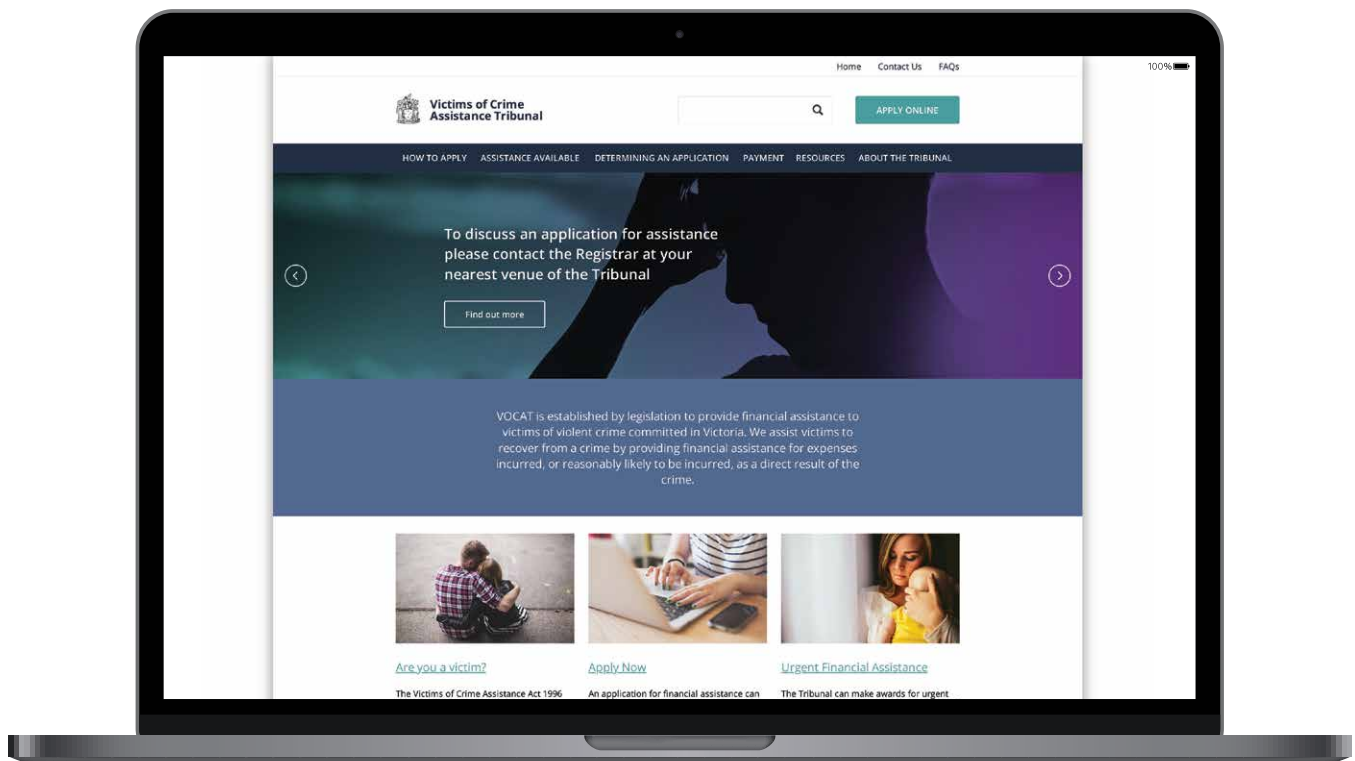 Home Contact Us FAQs
100%
Victims of Crime
Assistance Tribunal
APPLY ONLINE
HOW TO APPLY ASSISTANCE AVAILABLE DETERMINING AN APPLICATION PAYMENT RESOURCES ABOUT THE TRIBUNAL
To discuss an application for assistance
please contact the Registrar at your
nearest venue of the Tribunal
Find out more
VOCAT is established by legislation to provide financial assistance to
victims of violent crime committed in Victoria. We assist victims to
recover from a crime by providing financial assistance for expenses
incurred, or reasonably likely to be incurred, as a direct result of the
crime.
Are you a victim?
The Victims of Crime Assistance Act 1996
Apply Now
An application for financial assistance can
Urgent Financial Assistance
The Tribunal can make awards for urgent